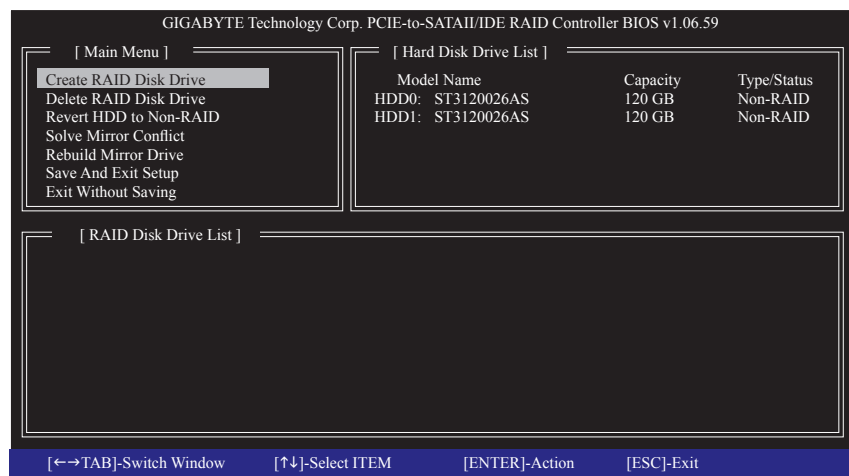 GIGABYTE Technology Corp. PCIE-to-SATAII/IDE RAID Controller BIOS v1.06.59
[ Main Menu ]
Create RAID Disk Drive
Delete RAID Disk Drive
Revert HDD to Non-RAID
Solve Mirror Conflict
Rebuild Mirror Drive
Save And Exit Setup
Exit Without Saving
[ Hard Disk Drive List ]
Model Name Capacity Type/Status
HDD0: ST3120026AS 120 GB Non-RAID
HDD1: ST3120026AS 120 GB Non-RAID
[ RAID Disk Drive List ]
[←→TAB]-Switch Window [↑↓]-Select ITEM [ENTER]-Action [ESC]-Exit